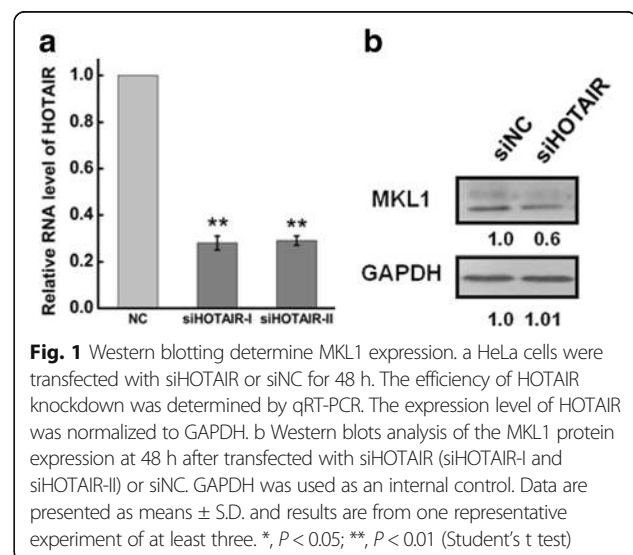 a
b
Relative RNA level of HOTAIR
1.0
0.8
0.6
0.4
0.2
0.0
**
**
NC siHOTAIR-I siHOTAIR-II
siNC siHOTAIR
MKL1
1.0 0.6
GAPDH
1.0 1.01
Fig. 1 Western blotting determine MKL1 expression. a HeLa cells were
transfected with siHOTAIR or siNC for 48 h. The efficiency of HOTAIR
knockdown was determined by qRT-PCR. The expression level of HOTAIR
was normalized to GAPDH. b Western blots analysis of the MKL1 protein
expression at 48 h after transfected with siHOTAIR (siHOTAIR-I and
siHOTAIR-II) or siNC. GAPDH was used as an internal control. Data are
presented as means ± S.D. and results are from one representative
experiment of at least three. *, P < 0.05; **, P < 0.01 (Student's t test)